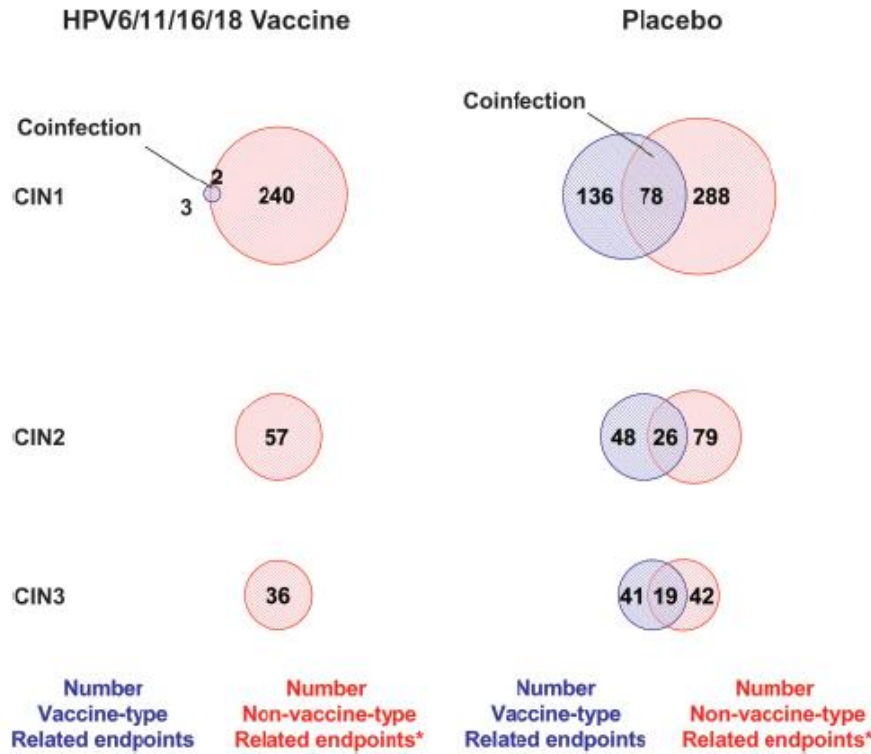 HPV6/11/16/18 Vaccine
Placebo
Coinfection
Coinfection
CIN1
2
3
240
136
78
288
CIN2
57
48
26
79
CIN3
36
41
19
42
Number
Vaccine-type
Related endpoints
Number
Non-vaccine-type
Related endpoints*
Number
Vaccine-type
Related endpoints
Number
Non-vaccine-type
Related endpoints*